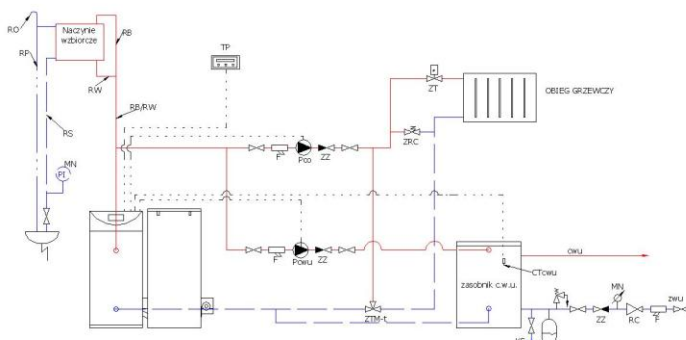 RO
Naczynie
wzbiorcze
RB
RP
RW
TP
ZT
OBIEG GRZEWCZY
RB/RW
RS
ZRC
MN
PI
F
Pco
ZZ
F
Pcwu
ZZ
cwu
CTcwu
zasobnik c.w.u.
MN
zwu
ZTM-t
ZZ
RC
F